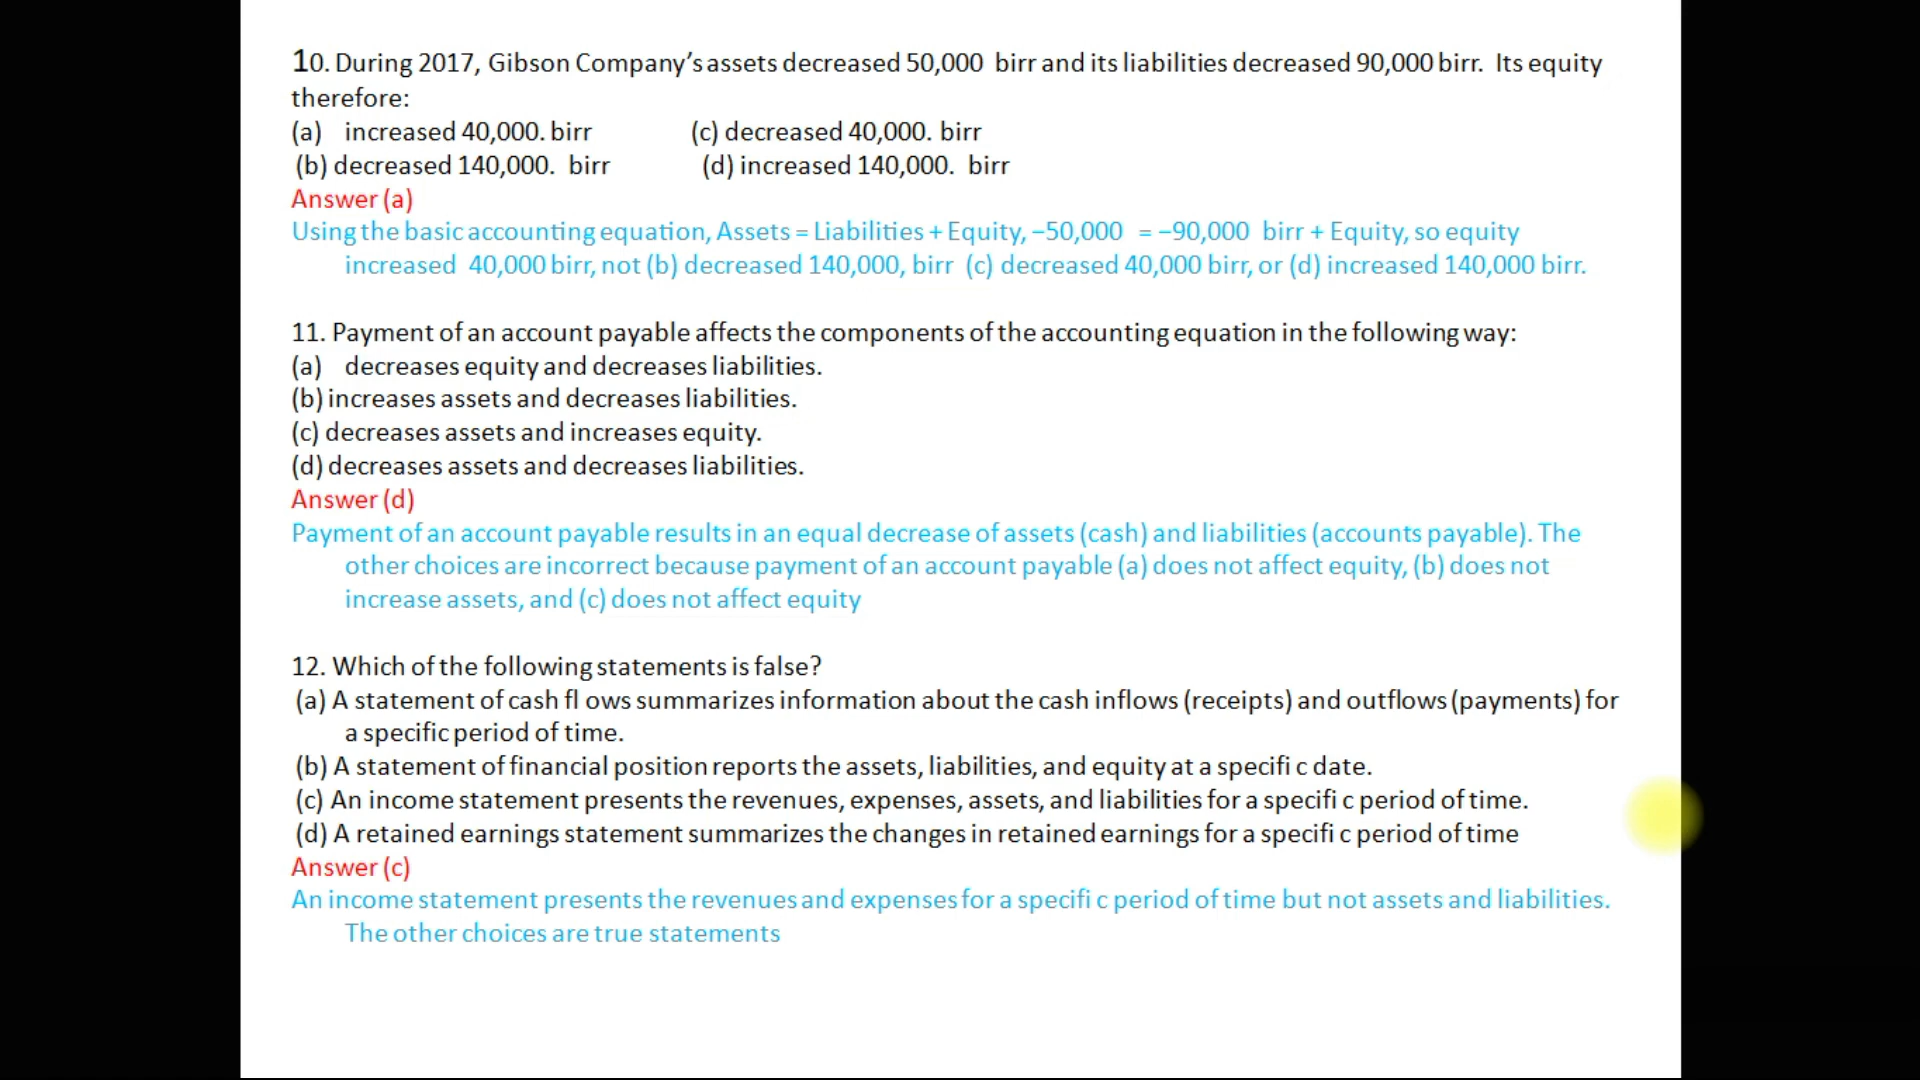 10. During 2017, Gibson Company's assets decreased 50,000 birr and its liabilities decreased 90,000 birr. Its equity
therefore:
(a) increased 40,000. birr (c) decreased 40,000. birr
(b) decreased 140,000. birr (d) increased 140,000. birr
Answer (a)
Using the basic accounting equation, Assets = Liabilities + Equity, −50,000 = −90,000 birr + Equity, so equity
increased 40,000 birr, not (b) decreased 140,000, birr (c) decreased 40,000 birr, or (d) increased 140,000 birr.
11. Payment of an account payable affects the components of the accounting equation in the following way:
(a) decreases equity and decreases liabilities.
(b) increases assets and decreases liabilities.
(c) decreases assets and increases equity.
(d) decreases assets and decreases liabilities.
Answer (d)
Payment of an account payable results in an equal decrease of assets (cash) and liabilities (accounts payable). The
other choices are incorrect because payment of an account payable (a) does not affect equity, (b) does not
increase assets, and (c) does not affect equity
12. Which of the following statements is false?
(a) A statement of cash fl ows summarizes information about the cash inflows (receipts) and outflows (payments) for
a specific period of time.
(b) A statement of financial position reports the assets, liabilities, and equity at a specifi c date.
(c) An income statement presents the revenues, expenses, assets, and liabilities for a specifi c period of time.
(d) A retained earnings statement summarizes the changes in retained earnings for a specifi c period of time
Answer (c)
An income statement presents the revenues and expenses for a specifi c period of time but not assets and liabilities.
The other choices are true statements